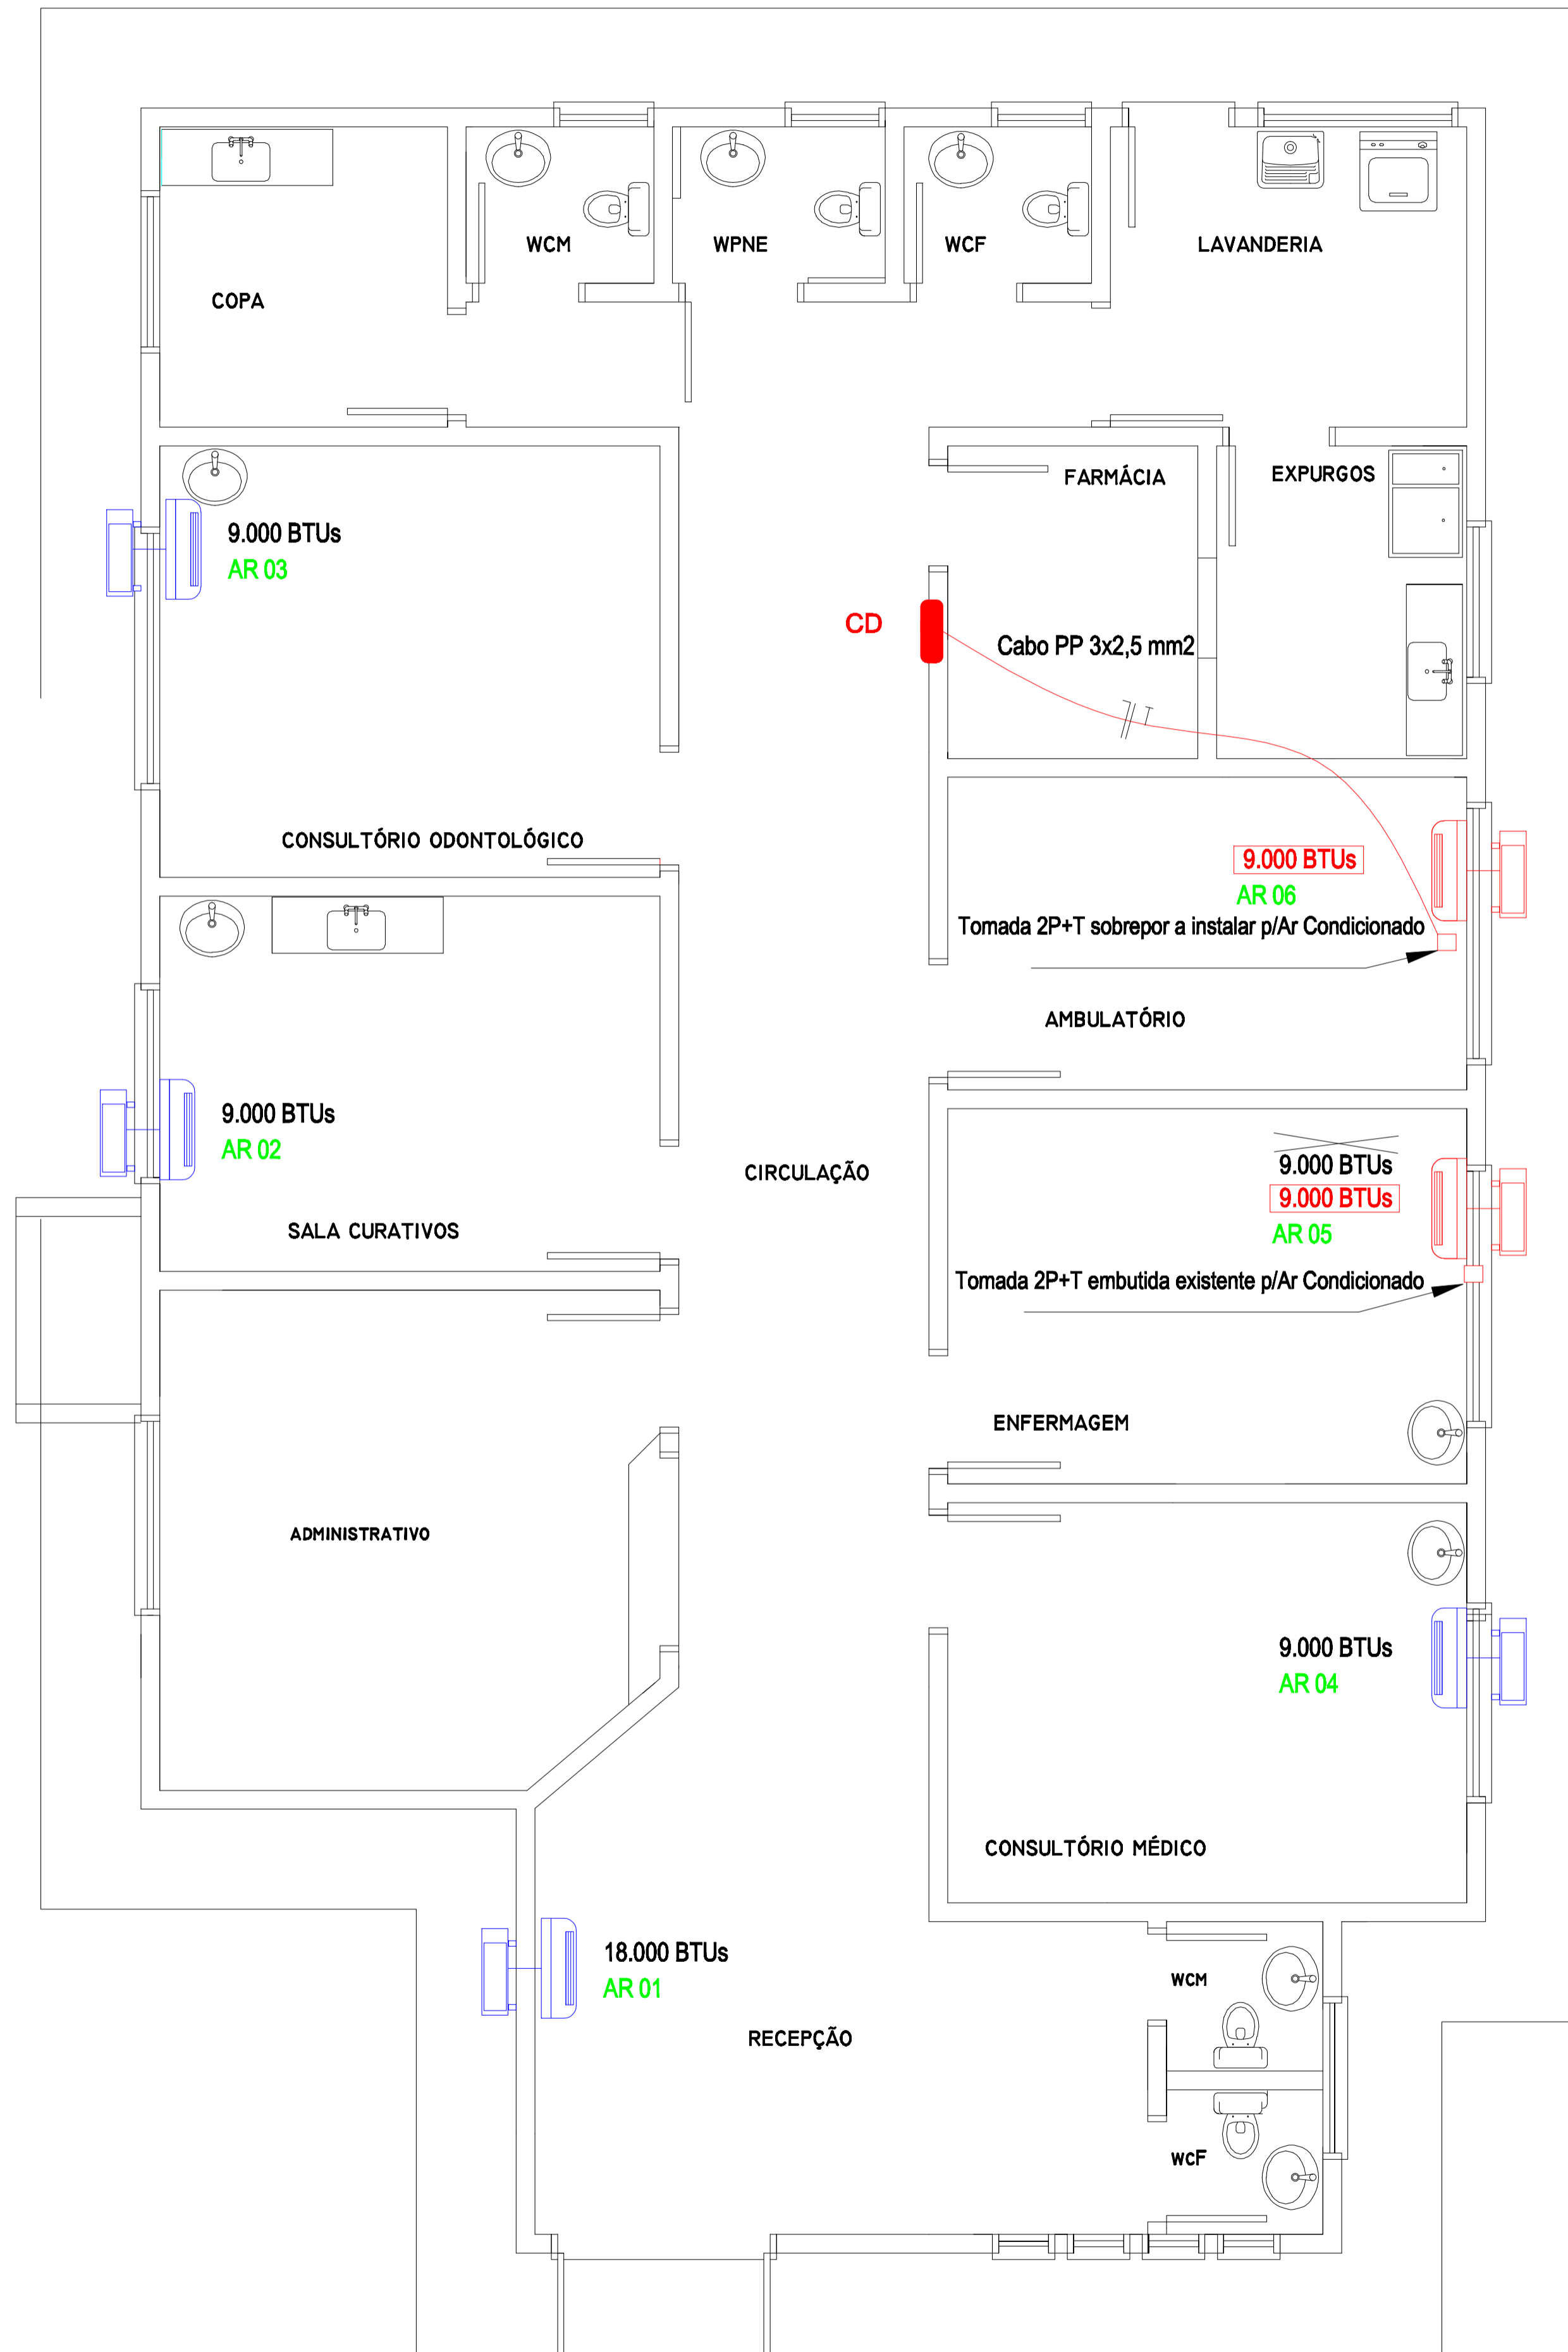 WCM
WPNE
WCF
LAVANDERIA
COPA
FARMÁCIA
EXPURGOS
9.000 BTUs
AR 03
CD
Cabo PP 3x2,5 mm2
CONSULTÓRIO ODONTOLÓGICO
9.000 BTUs
AR 06
Tomada 2P+T sobrepor a instalar p/Ar Condicionado
AMBULATÓRIO
9.000 BTUs
AR 02
CIRCULAÇÃO
9.000 BTUs
9.000 BTUs
AR 05
SALA CURATIVOS
Tomada 2P+T embutida existente p/Ar Condicionado
ENFERMAGEM
ADMINISTRATIVO
9.000 BTUs
AR 04
CONSULTÓRIO MÉDICO
18.000 BTUs
AR 01
WCM
RECEPÇÃO
wcF